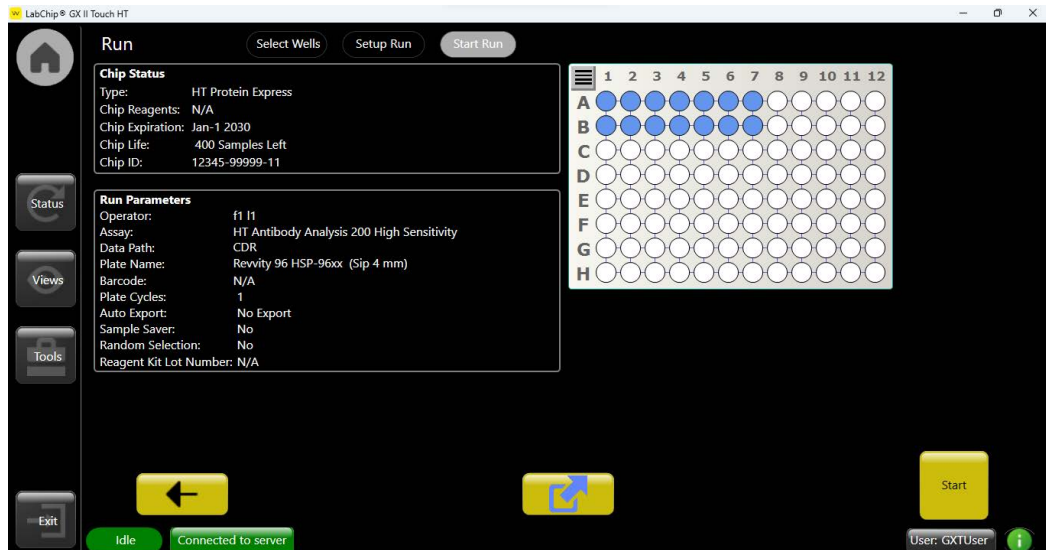 LabChip® GX II Touch HT
Run
Select Wells
Setup Run
Start Run
Chip Status
Type: HT Protein Express
Chip Reagents: N/A
Chip Expiration: Jan-1 2030
Chip Life: 400 Samples Left
Chip ID: 12345-99999-11
1 2 3 4 5 6 7 8 9 10 11 12
A
B
C
D
E
F
G
H
Status
Views
Tools
Exit
Run Parameters
Operator: f1 l1
Assay: HT Antibody Analysis 200 High Sensitivity
Data Path: CDR
Plate Name: Revvity 96 HSP-96xx (Sip 4 mm)
Barcode: N/A
Plate Cycles: 1
Auto Export: No Export
Sample Saver: No
Random Selection: No
Reagent Kit Lot Number: N/A
Start
Idle
Connected to server
User: GXTUser
i